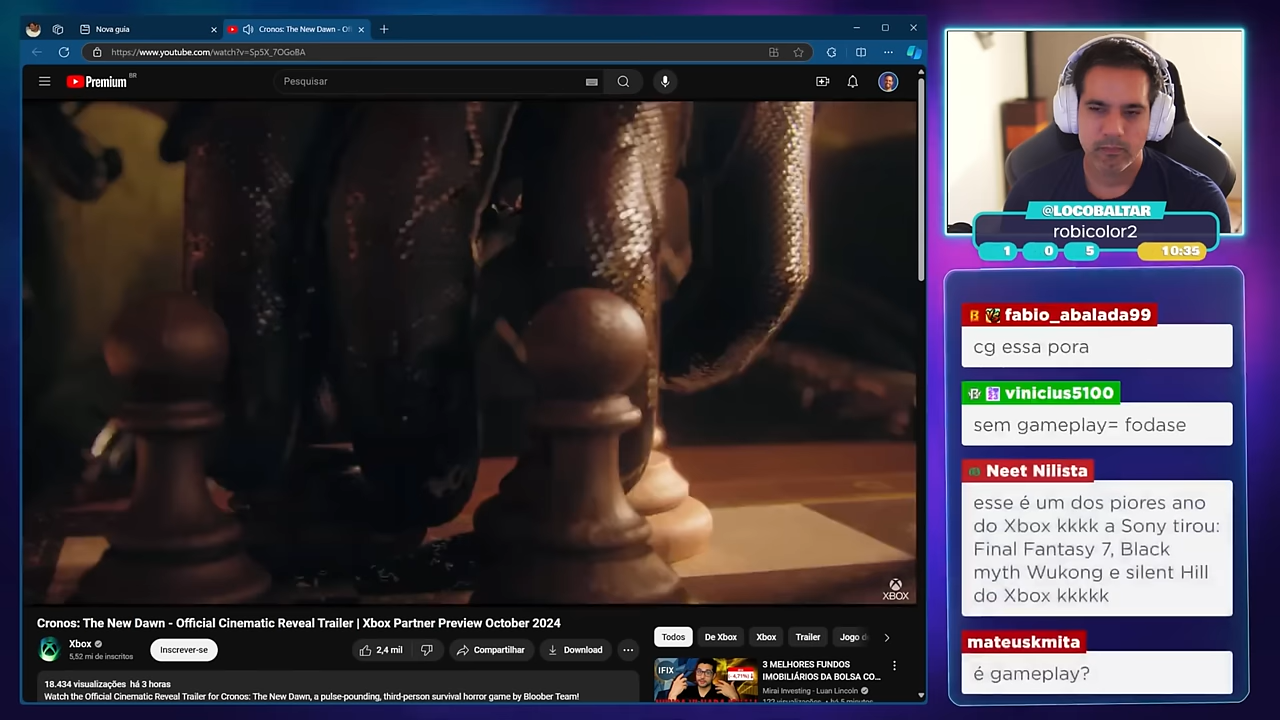 Nova guia
Cronos: The New Dawn - Of
https://www.youtube.com/watch?v=Sp5X_7OGoBA
Premium BR
Pesquisar
XBOX
Cronos: The New Dawn - Official Cinematic Reveal Trailer | Xbox Partner Preview October 2024
Xbox
5,52 mi de inscritos
Inscrever-se
2,4 mil
Compartilhar
Download
18.434 visualizações há 3 horas
Watch the Official Cinematic Reveal Trailer for Cronos: The New Dawn, a pulse-pounding, third-person survival horror game by Bloober Team!
Todos
De Xbox
Xbox
Trailer
Jogo d
IFIX
3 MELHORES FUNDOS
IMOBILIÁRIOS DA BOLSA CO...
Mirai Investing - Luan Lincoln
@LOCOBALTAR
robicolor2
1 0 5 10:35
fabio_abalada99
cg essa pora
vinicius5100
sem gameplay= fodase
Neet Nilista
esse é um dos piores ano
do Xbox kkkk a Sony tirou:
Final Fantasy 7, Black
myth Wukong e silent Hill
do Xbox kkkkk
mateuskmita
é gameplay?